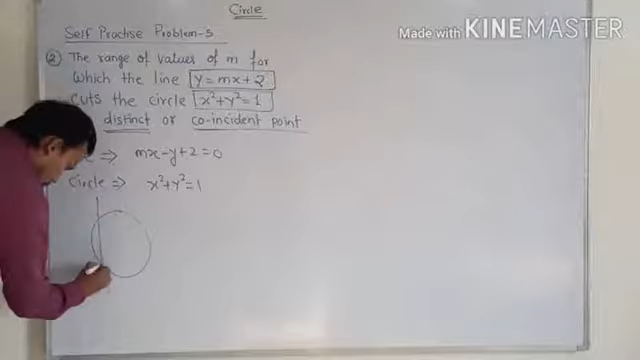 Circle
Made with KINEMASTER
Self Practise Problem-5
② The range of values of m for
which the line y=mx+2
cuts the circle x²+y²=1
distinct or co-incident point
⇒ mx-y+2=0
Circle ⇒ x²+y²=1